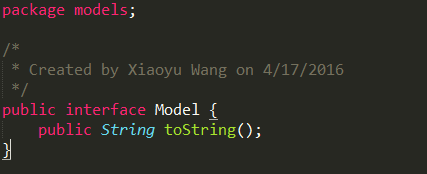 package models;
/*
 * Created by Xiaoyu Wang on 4/17/2016
 */
public interface Model {
    public String toString();
}